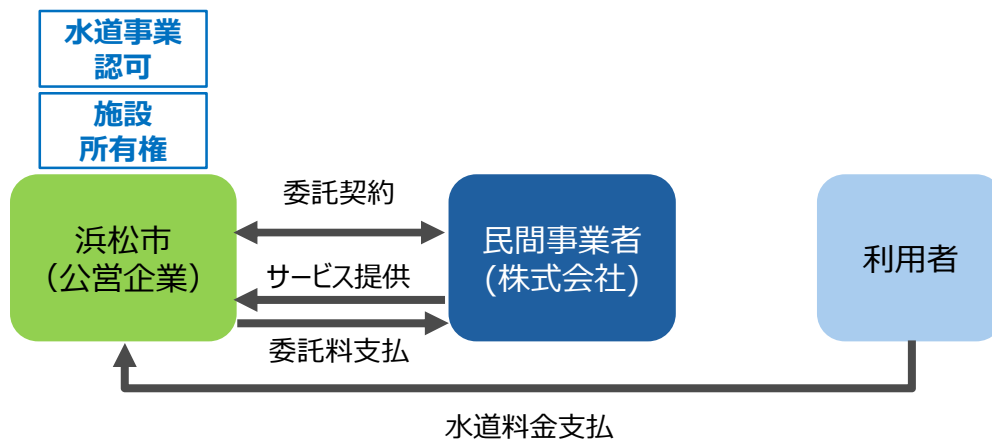 水道事業
認可
施設
所有権
浜松市
（公営企業）
委託契約
サービス提供
委託料支払
民間事業者
(株式会社)
利用者
水道料金支払